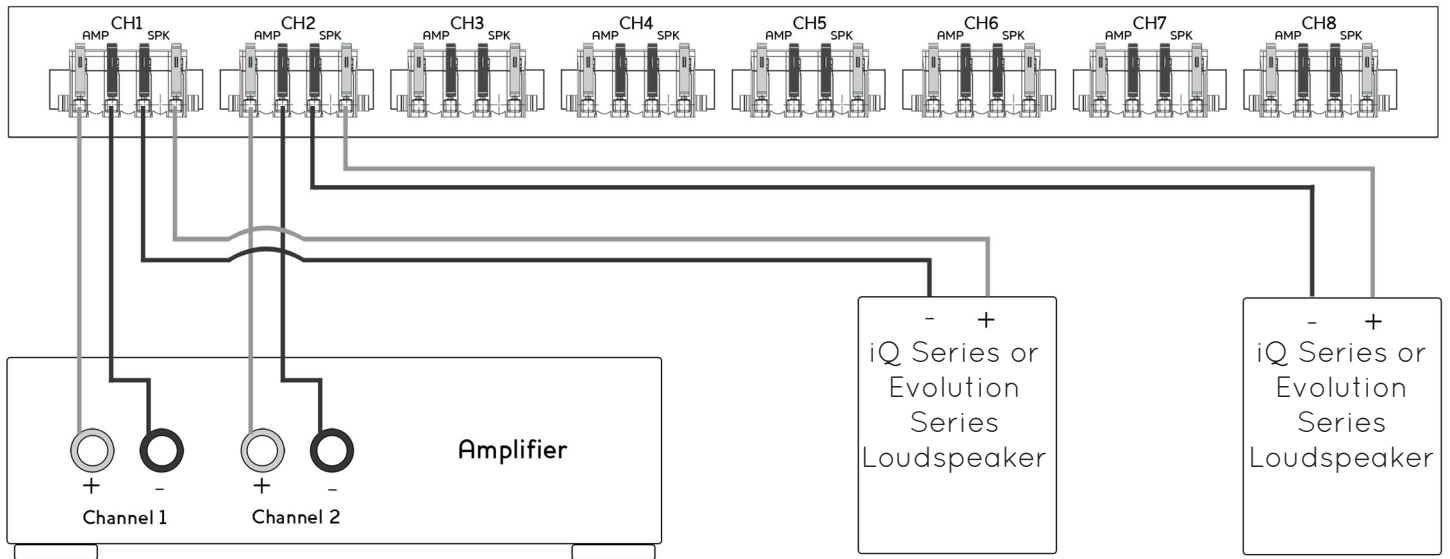 CH1 CH2 CH3 CH4 CH5 CH6 CH7 CH8
AMP SPK AMP SPK AMP SPK AMP SPK AMP SPK AMP SPK AMP SPK AMP SPK
- +
iQ Series or
Evolution
Series
Loudspeaker
- +
iQ Series or
Evolution
Series
Loudspeaker
Amplifier
+ - + -
Channel 1 Channel 2